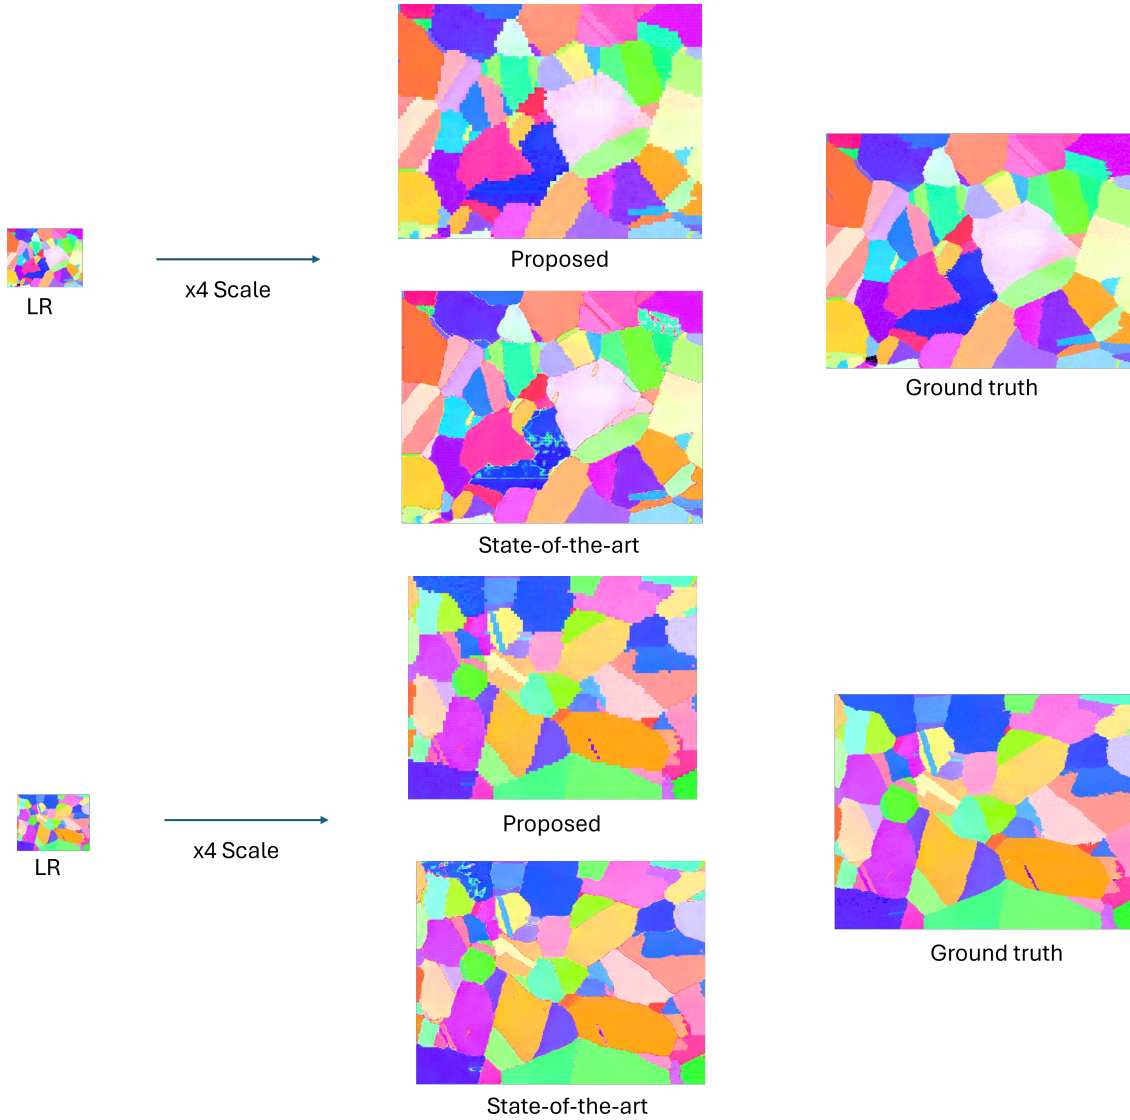 Proposed
x4 Scale
LR
Ground truth
State-of-the-art
Proposed
x4 Scale
LR
Ground truth
State-of-the-art